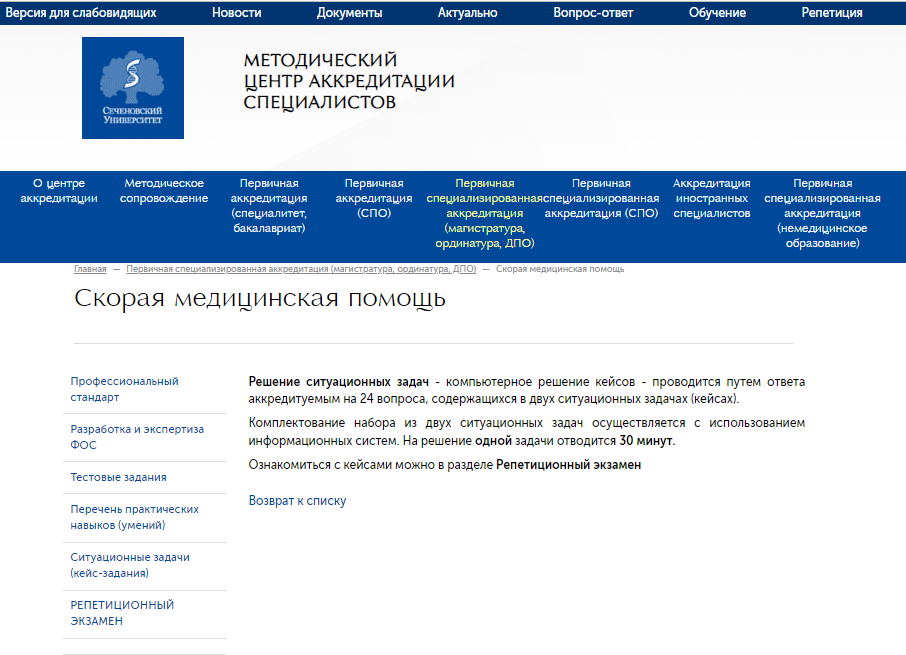 Версия для слабовидящих Новости Документы Актуально Вопрос-ответ Обучение Репетиция
Сеченовский
Университет
МЕТОДИЧЕСКИЙ
ЦЕНТР АККРЕДИТАЦИИ
СПЕЦИАЛИСТОВ
О центре
аккредитации
Методическое
сопровождение
Первичная
аккредитация
(специалитет,
бакалавриат)
Первичная
аккредитация
(СПО)
Первичная
специализированная
аккредитация
(магистратура,
ординатура, ДПО)
Первичная
специализированная
аккредитация (СПО)
Аккредитация
иностранных
специалистов
Первичная
специализированная
аккредитация
(немедицинское
образование)
Главная — Первичная специализированная аккредитация (магистратура, ординатура, ДПО) — Скорая медицинская помощь
Скорая медицинская помощь
Профессиональный
стандарт
Разработка и экспертиза
ФОС
Тестовые задания
Перечень практических
навыков (умений)
Ситуационные задачи
(кейс-задания)
РЕПЕТИЦИОННЫЙ
ЭКЗАМЕН
Решение ситуационных задач - компьютерное решение кейсов - проводится путем ответа
аккредитуемым на 24 вопроса, содержащихся в двух ситуационных задачах (кейсах).
Комплектование набора из двух ситуационных задач осуществляется с использованием
информационных систем. На решение одной задачи отводится 30 минут.
Ознакомиться с кейсами можно в разделе Репетиционный экзамен
Возврат к списку